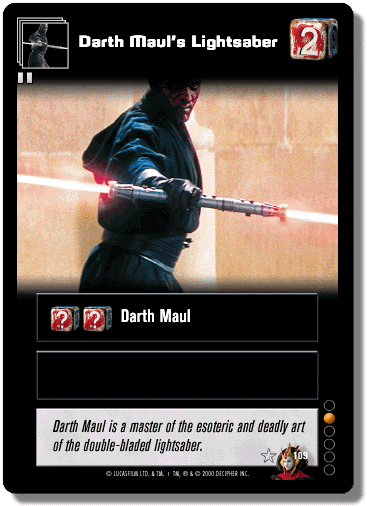 Darth Maul's Lightsaber
2
? ? Darth Maul
Darth Maul is a master of the esoteric and deadly art
of the double-bladed lightsaber.
109
© LUCASFILM LTD. & TM. ! TM, ® & © 2000 DECIPHER INC.